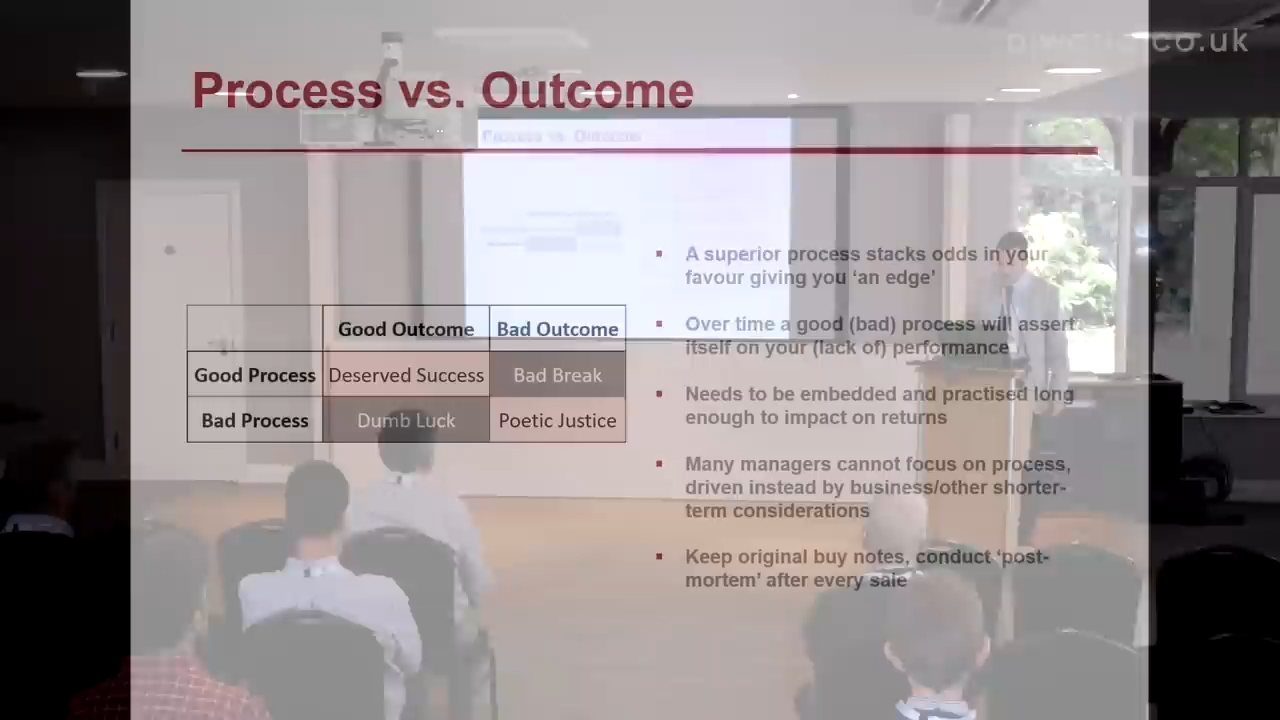 Process vs. Outcome
Process vs. Outcome
Good Outcome Bad Outcome
Good Process Deserved Success Bad Break
Bad Process Dumb Luck Poetic Justice
A superior process stacks odds in your
favour giving you ‘an edge’
Over time a good (bad) process will assert
itself on your (lack of) performance
Needs to be embedded and practised long
enough to impact on returns
Many managers cannot focus on process,
driven instead by business/other shorter-
term considerations
Keep original buy notes, conduct ‘post-
mortem’ after every sale